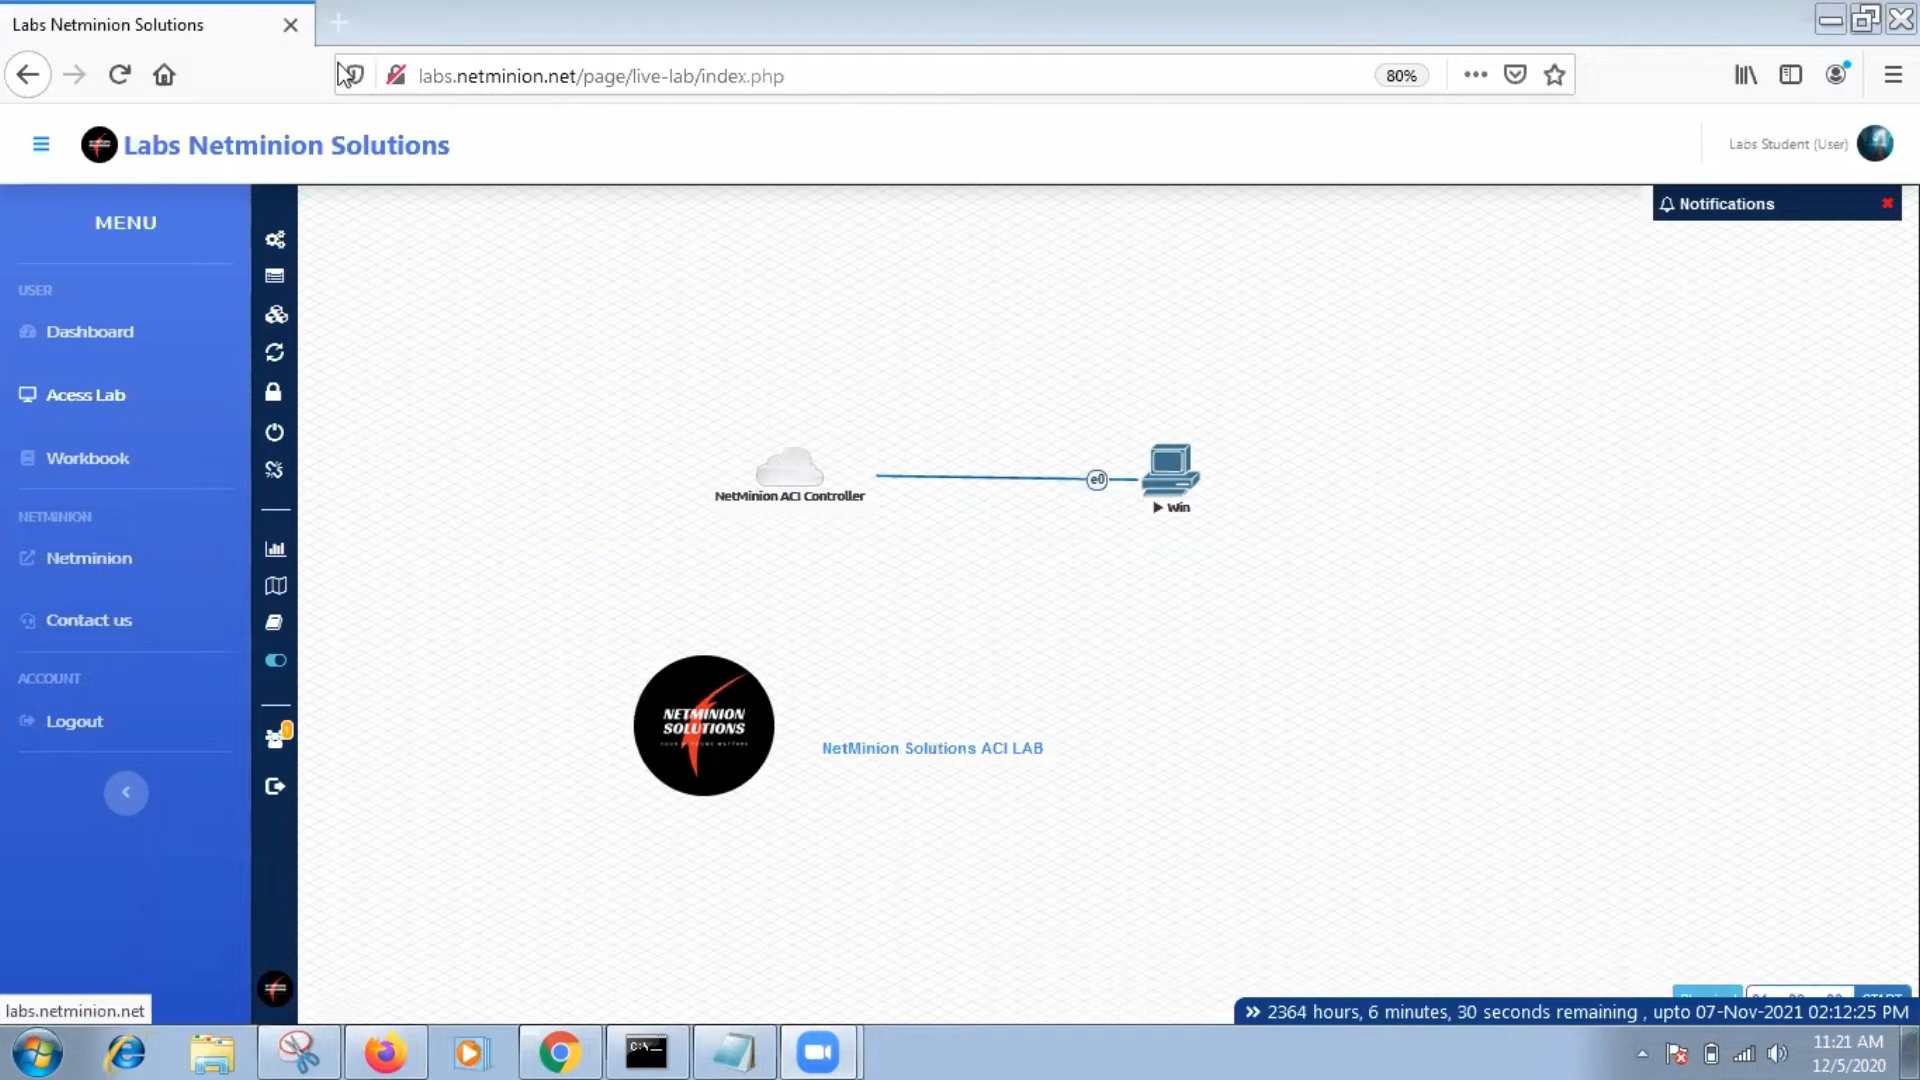 Labs Netminion Solutions
labs.netminion.net/page/live-lab/index.php
80%
Labs Netminion Solutions
Labs Student (User)
MENU
Notifications
USER
Dashboard
Acess Lab
Workbook
NETMINION
Netminion
Contact us
ACCOUNT
Logout
1
NetMinion ACI Controller
e0
Win
NETMINION
SOLUTIONS
NetMinion Solutions ACI LAB
labs.netminion.net
2364 hours, 6 minutes, 30 seconds remaining , upto 07-Nov-2021 02:12:25 PM
C:\
11:21 AM
12/5/2020